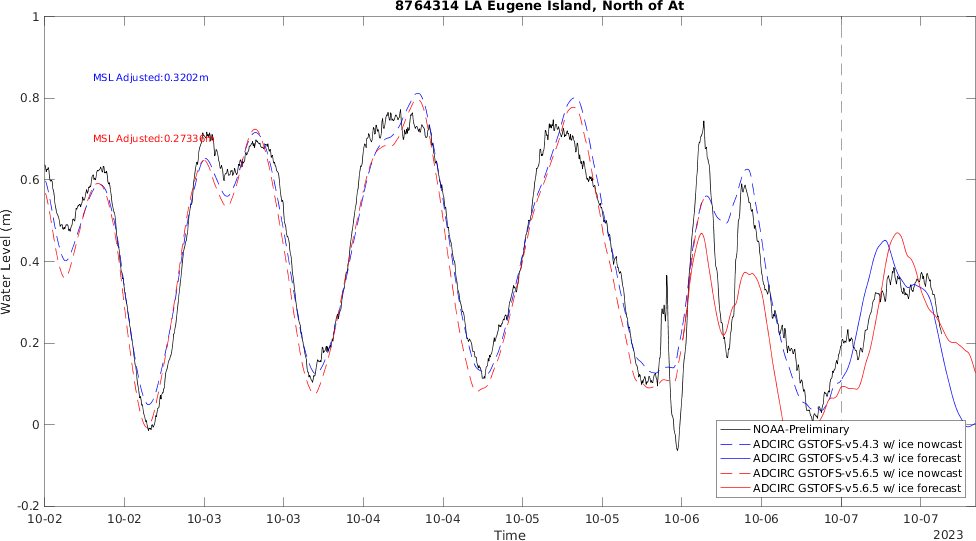 8764314 LA Eugene Island, North of At
1
0.8
0.6
0.4
0.2
0
-0.2
Water Level (m)
MSL Adjusted:0.3202m
MSL Adjusted:0.27336m
NOAA-Preliminary
ADCIRC GSTOFS-v5.4.3 w/ ice nowcast
ADCIRC GSTOFS-v5.4.3 w/ ice forecast
ADCIRC GSTOFS-v5.6.5 w/ ice nowcast
ADCIRC GSTOFS-v5.6.5 w/ ice forecast
10-02 10-02 10-03 10-03 10-04 10-04 10-05 10-05 10-06 10-06 10-07 10-07
Time
2023